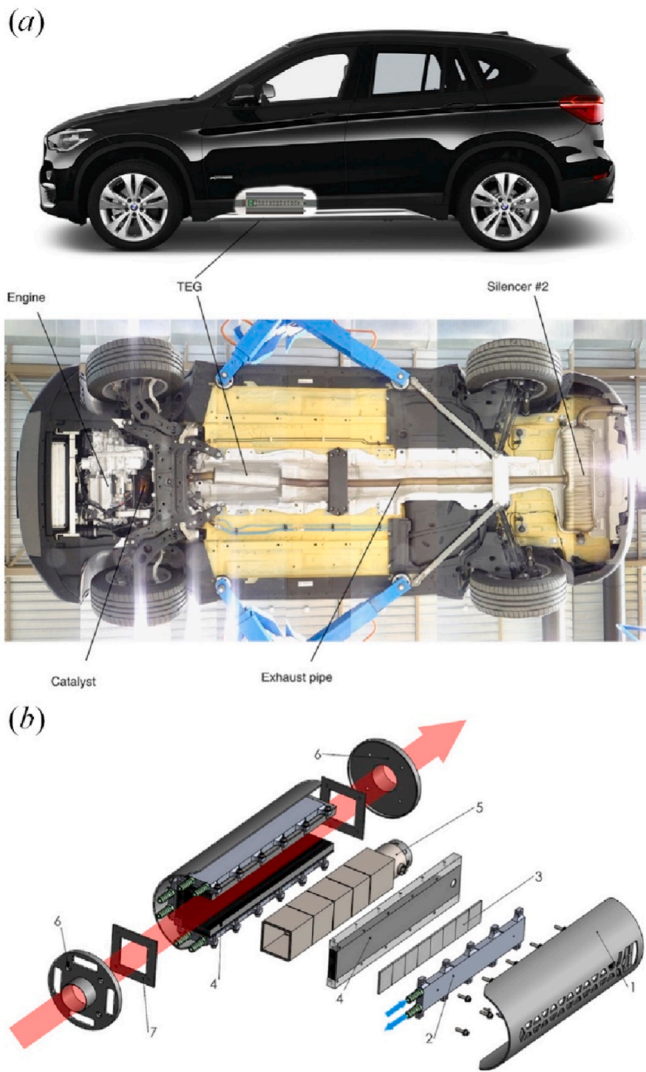 (a)
Engine
TEG
Silencer #2
Catalyst
Exhaust pipe
(b)
6
5
3
6
7
4
4
2
1